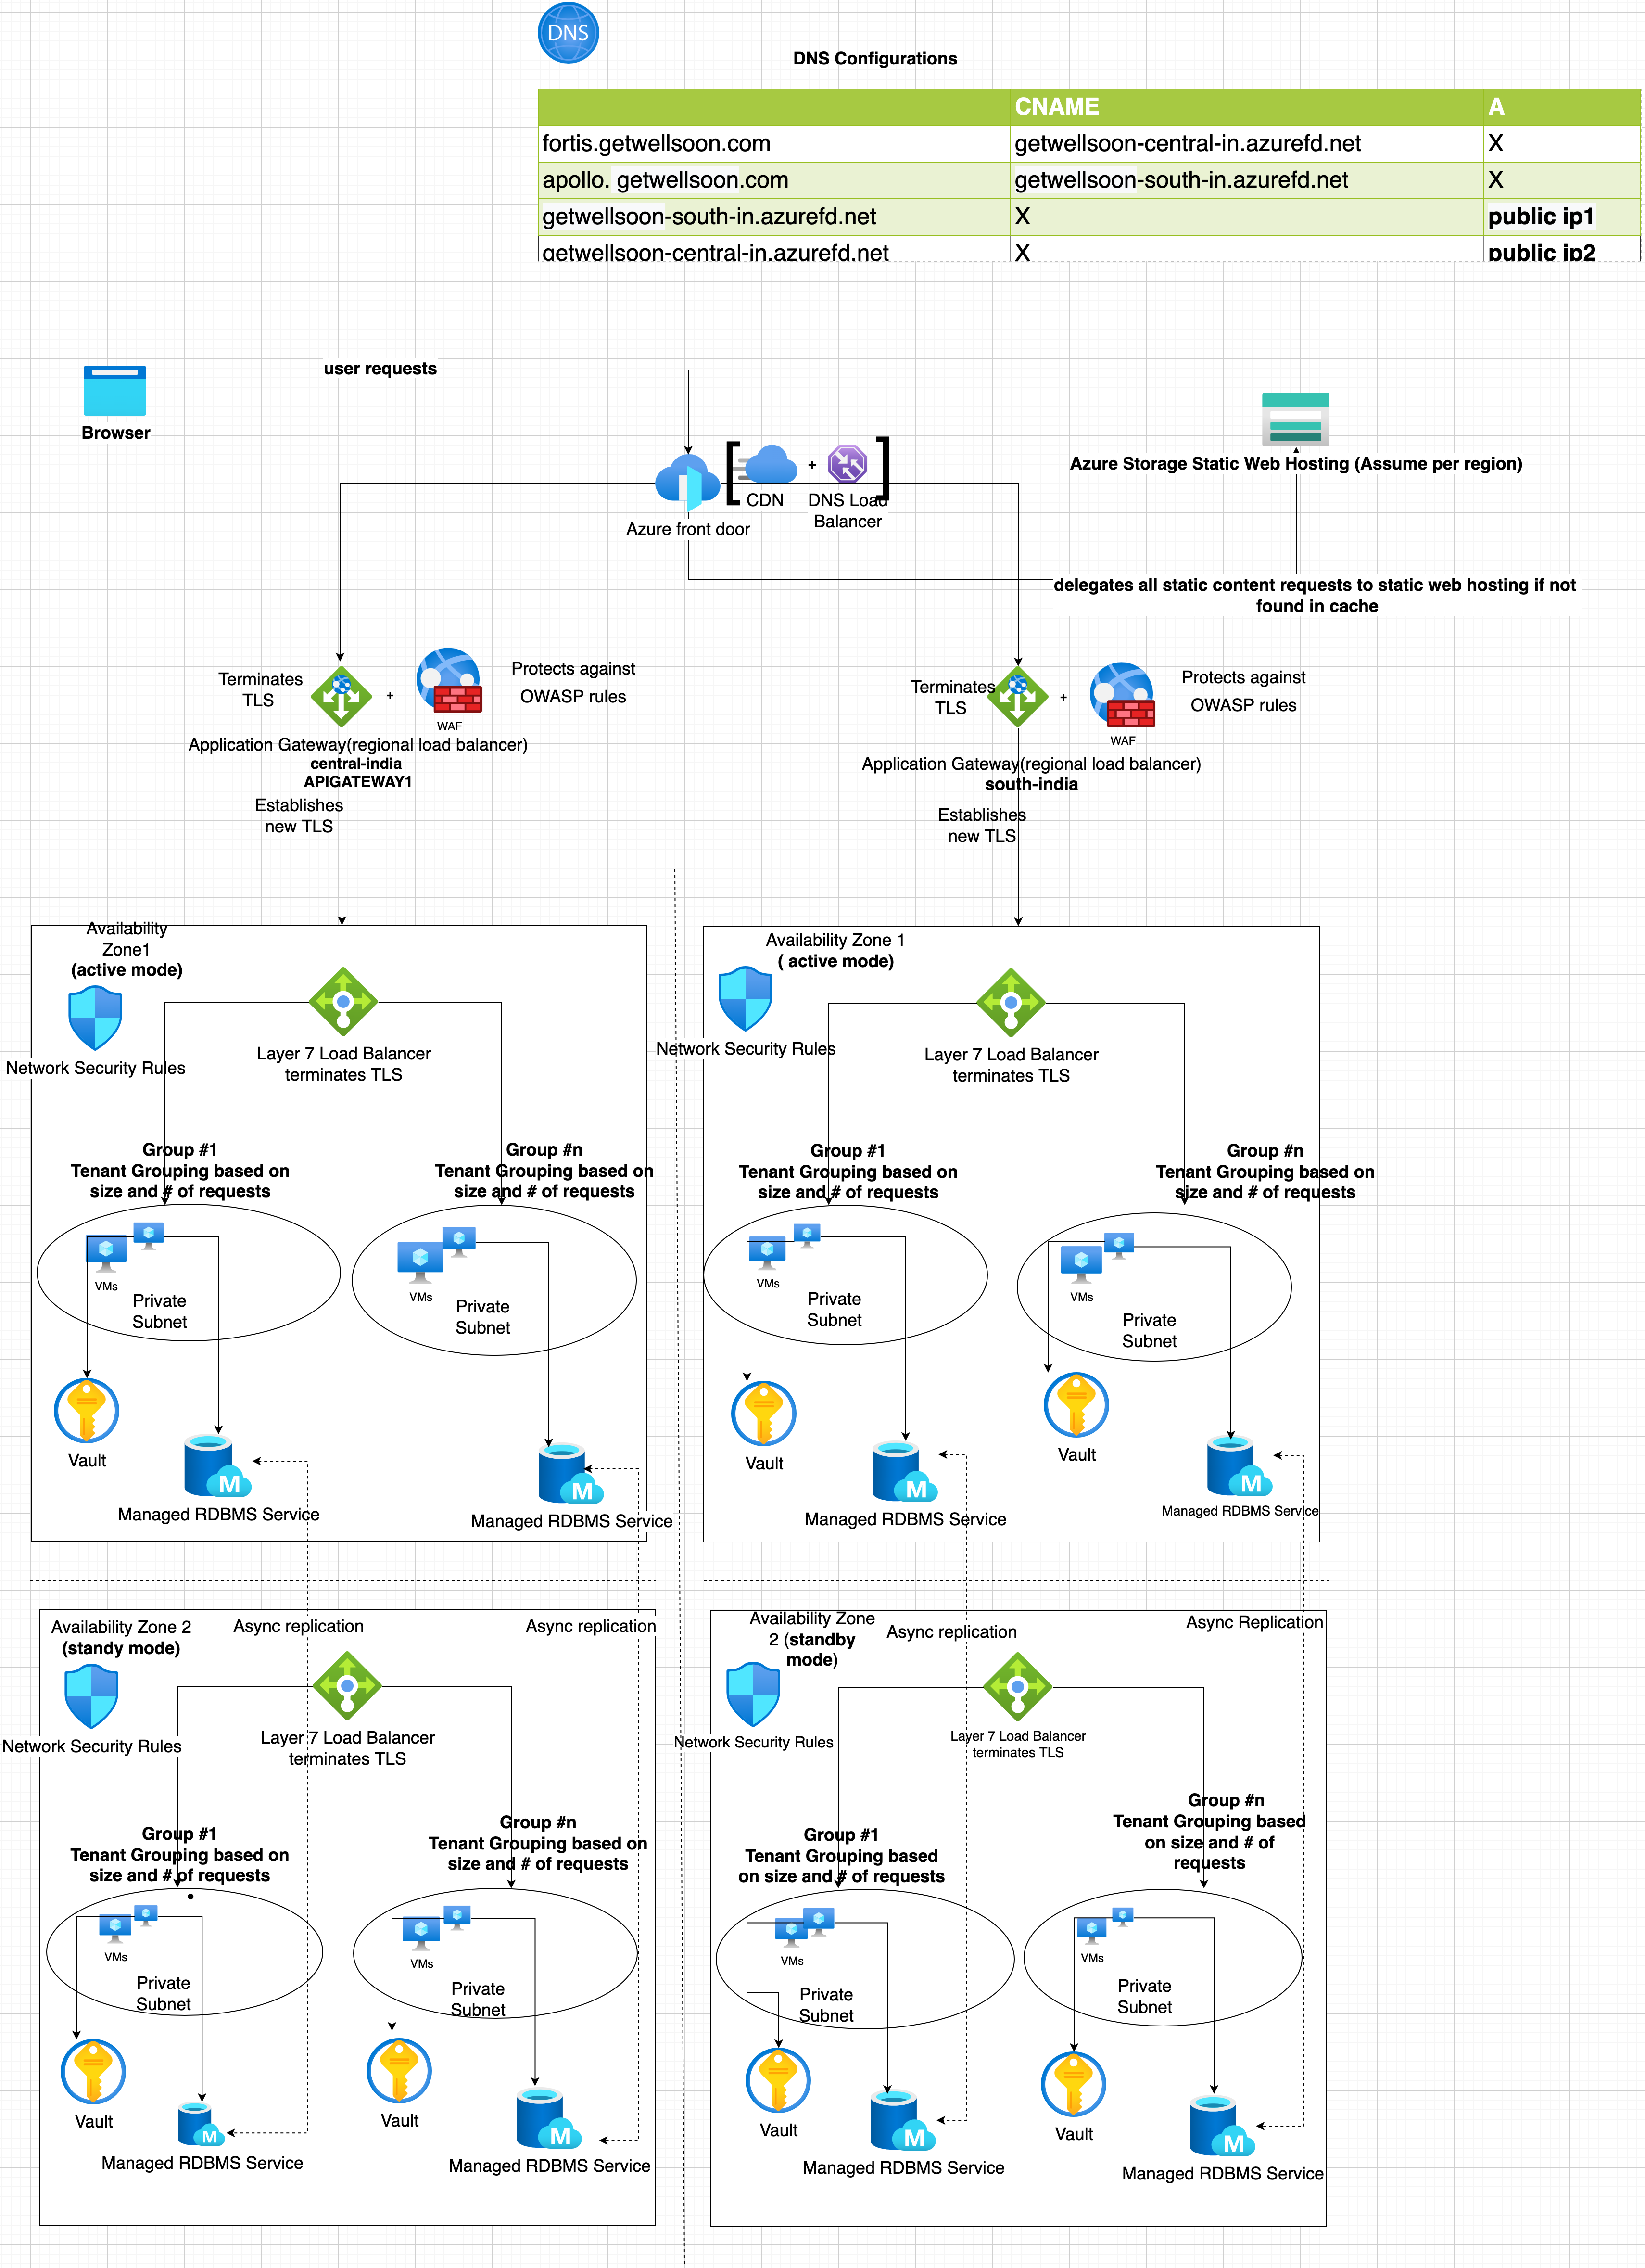 DNS
DNS Configurations
CNAME A
fortis.getwellsoon.com getwellsoon-central-in.azurefd.net X
apollo. getwellsoon.com getwellsoon-south-in.azurefd.net X
getwellsoon-south-in.azurefd.net X public ip1
getwellsoon-central-in.azurefd.net X public ip2
user requests
Browser
+
CDN
DNS Load
Balancer
Azure front door
Azure Storage Static Web Hosting (Assume per region)
delegates all static content requests to static web hosting if not
found in cache
Terminates
TLS
+
WAF
Protects against
OWASP rules
Application Gateway(regional load balancer)
central-india
APIGATEWAY1
Establishes
new TLS
Terminates
TLS
+
WAF
Protects against
OWASP rules
Application Gateway(regional load balancer)
south-india
Establishes
new TLS
Availability
Zone1
(active mode)
Network Security Rules
Layer 7 Load Balancer
terminates TLS
Group #1
Tenant Grouping based on
size and # of requests
Group #n
Tenant Grouping based on
size and # of requests
VMs
Private
Subnet
VMs
Private
Subnet
Vault
M
Managed RDBMS Service
M
Managed RDBMS Service
Availability Zone 1
( active mode)
Network Security Rules
Layer 7 Load Balancer
terminates TLS
Group #1
Tenant Grouping based on
size and # of requests
Group #n
Tenant Grouping based on
size and # of requests
VMs
Private
Subnet
VMs
Private
Subnet
Vault
M
Managed RDBMS Service
Vault
M
Managed RDBMS Service
Availability Zone 2
(standy mode)
Async replication
Async replication
Network Security Rules
Layer 7 Load Balancer
terminates TLS
Group #1
Tenant Grouping based on
size and # of requests
Group #n
Tenant Grouping based on
size and # of requests
VMs
Private
Subnet
VMs
Private
Subnet
Vault
M
Managed RDBMS Service
Vault
M
Managed RDBMS Service
Availability Zone
2 (standby
mode)
Async replication
Async Replication
Network Security Rules
Layer 7 Load Balancer
terminates TLS
Group #1
Tenant Grouping based
on size and # of requests
Group #n
Tenant Grouping based
on size and # of
requests
VMs
Private
Subnet
VMs
Private
Subnet
Vault
M
Managed RDBMS Service
Vault
M
Managed RDBMS Service